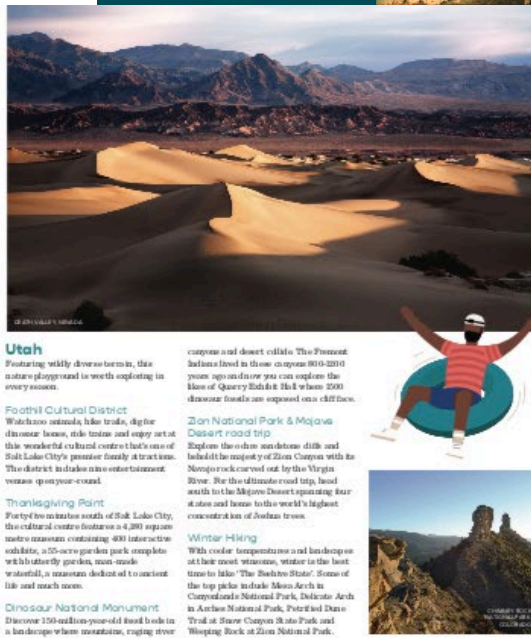 DEATH VALLEY, NEVADA
Utah
Featuring wildly diverse terrain, this
nature playground is worth exploring in
every season.
Foothill Cultural District
Watch zoo animals, hike trails, dig for
dinosaur bones, ride trains and enjoy art at
this wonderful cultural centre that's one of
Salt Lake City's premier family attractions.
The district includes nine entertainment
venues open year-round.
Thanksgiving Point
Forty-five minutes south of Salt Lake City,
the cultural centre features a 4,180 square
metre museum containing 400 interactive
exhibits, a 55-acre garden park complete
with butterfly garden, man-made
waterfall, a museum dedicated to ancient
life and much more.
Dinosaur National Monument
Discover 150-million-year-old fossil beds in
a landscape where mountains, raging river
canyons and desert collide. The Fremont
Indians lived in these canyons 800-1200
years ago and now you can explore the
likes of Quarry Exhibit Hall where 1500
dinosaur fossils are exposed on a cliff face.
Zion National Park & Mojave
Desert road trip
Explore the ochre sandstone cliffs and
behold the majesty of Zion Canyon with its
Navajo rock carved out by the Virgin
River. For the ultimate road trip, head
south to the Mojave Desert spanning four
states and home to the world's highest
concentration of Joshua trees.
Winter Hiking
With cooler temperatures and landscapes
at their most winsome, winter is the best
time to hike 'The Beehive State'. Some of
the top picks include Mesa Arch in
Canyonlands National Park, Delicate Arch
in Arches National Park, Petrified Dune
Trail at Snow Canyon State Park and
Weeping Rock at Zion National Park.
CHIMNEY ROCK
NATIONAL
COLORADO